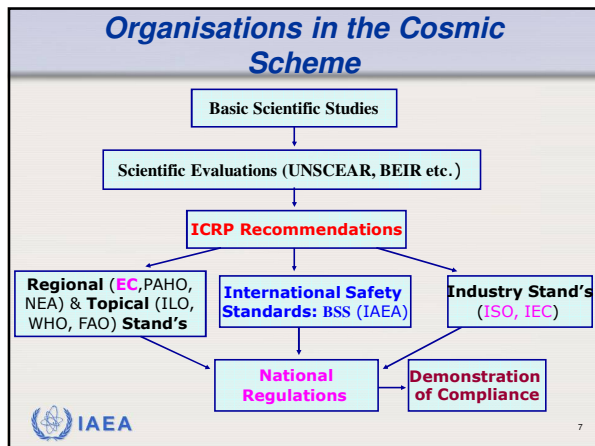 Organisations in the Cosmic
Scheme
Basic Scientific Studies
Scientific Evaluations (UNSCEAR, BEIR etc.)
ICRP Recommendations
Regional (EC,PAHO,
NEA) & Topical (ILO,
WHO, FAO) Stand's
International Safety
Standards: BSS (IAEA)
Industry Stand's
(ISO, IEC)
National
Regulations
Demonstration
of Compliance
IAEA
7